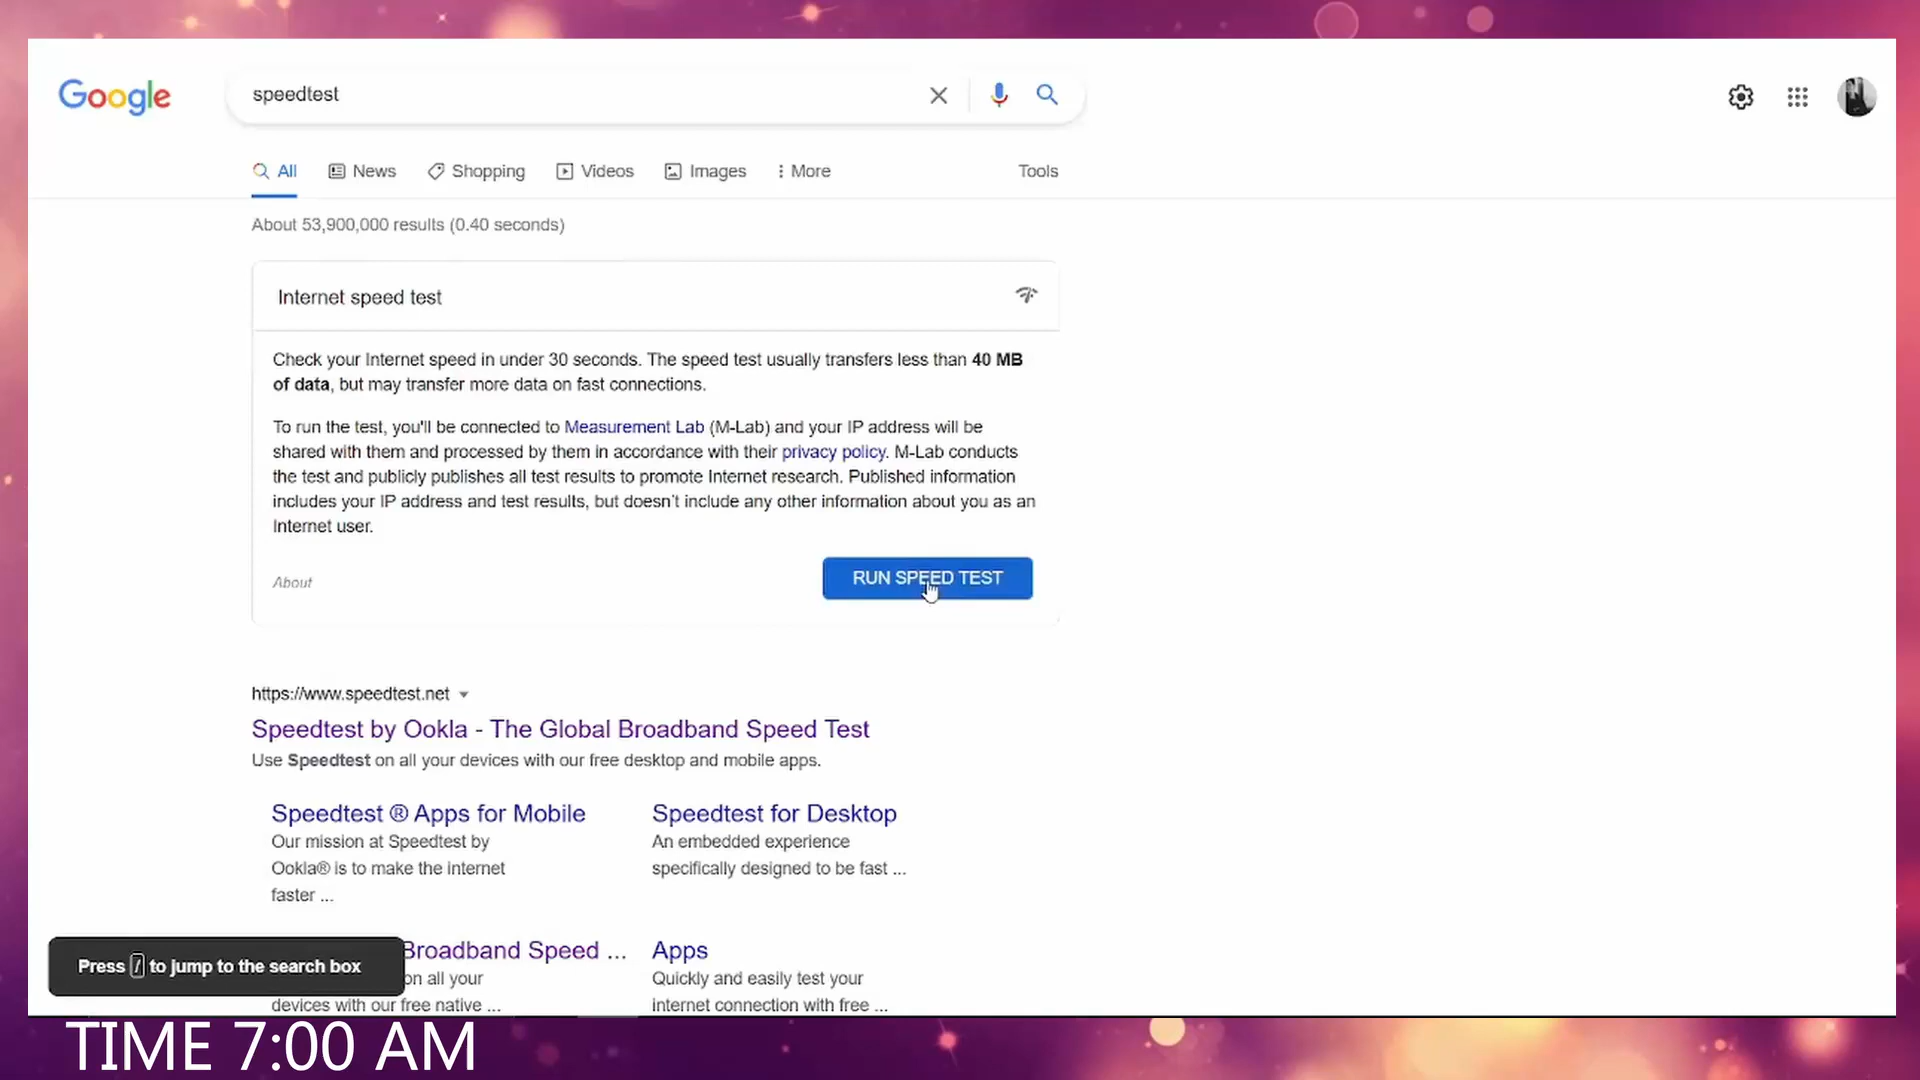 Google
speedtest
All
News
Shopping
Videos
Images
More
Tools
About 53,900,000 results (0.40 seconds)
Internet speed test
Check your Internet speed in under 30 seconds. The speed test usually transfers less than 40 MB
of data, but may transfer more data on fast connections.
To run the test, you'll be connected to Measurement Lab (M-Lab) and your IP address will be
shared with them and processed by them in accordance with their privacy policy. M-Lab conducts
the test and publicly publishes all test results to promote Internet research. Published information
includes your IP address and test results, but doesn't include any other information about you as an
Internet user.
About
RUN SPEED TEST
https://www.speedtest.net
Speedtest by Ookla - The Global Broadband Speed Test
Use Speedtest on all your devices with our free desktop and mobile apps.
Speedtest ® Apps for Mobile
Our mission at Speedtest by
Ookla® is to make the internet
faster ...
Speedtest for Desktop
An embedded experience
specifically designed to be fast ...
Broadband Speed ...
on all your
devices with our free native ...
Apps
Quickly and easily test your
internet connection with free ...
Press / to jump to the search box
TIME 7:00 AM